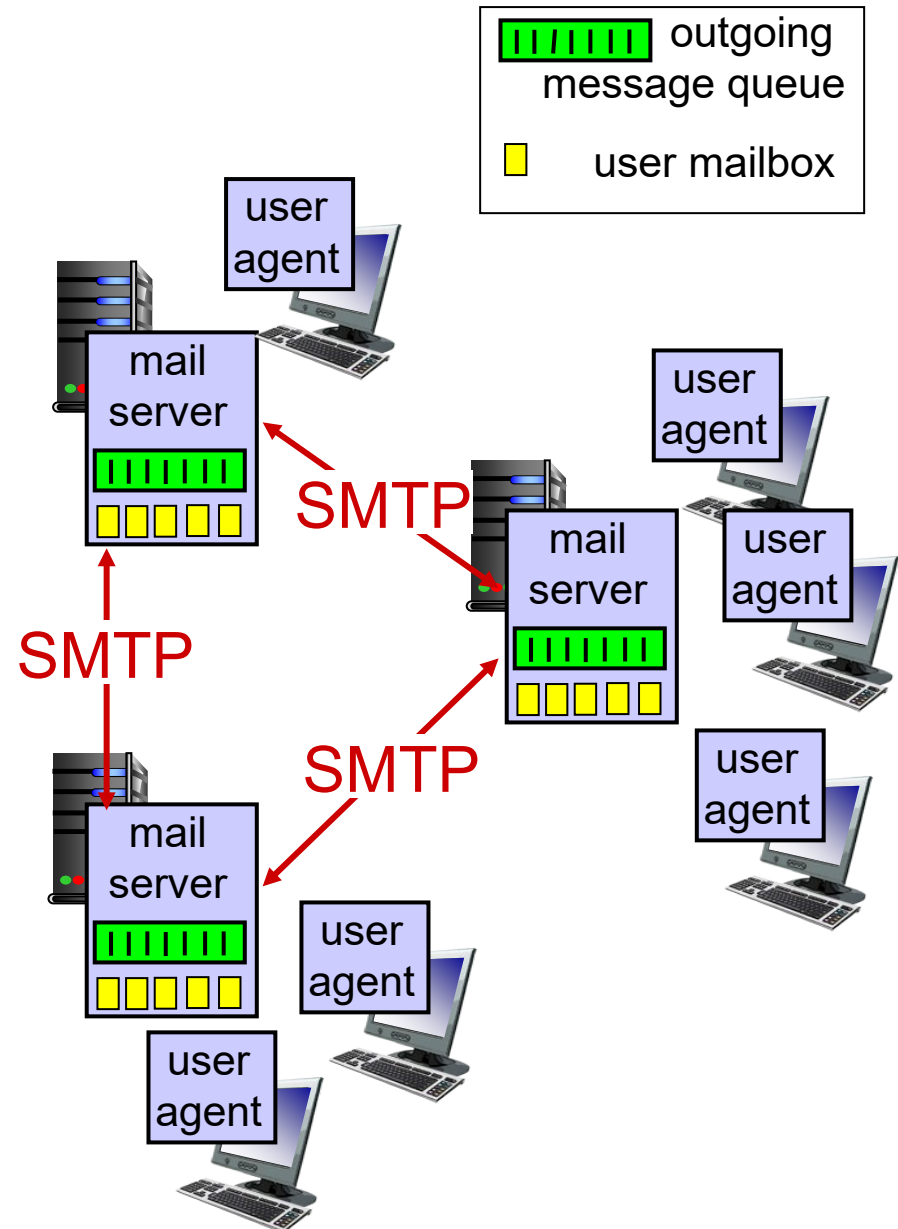 outgoing
message queue
user mailbox
user
agent
mail
server
SMTP
user
agent
mail
server
user
agent
SMTP
SMTP
user
agent
mail
server
user
agent
user
agent